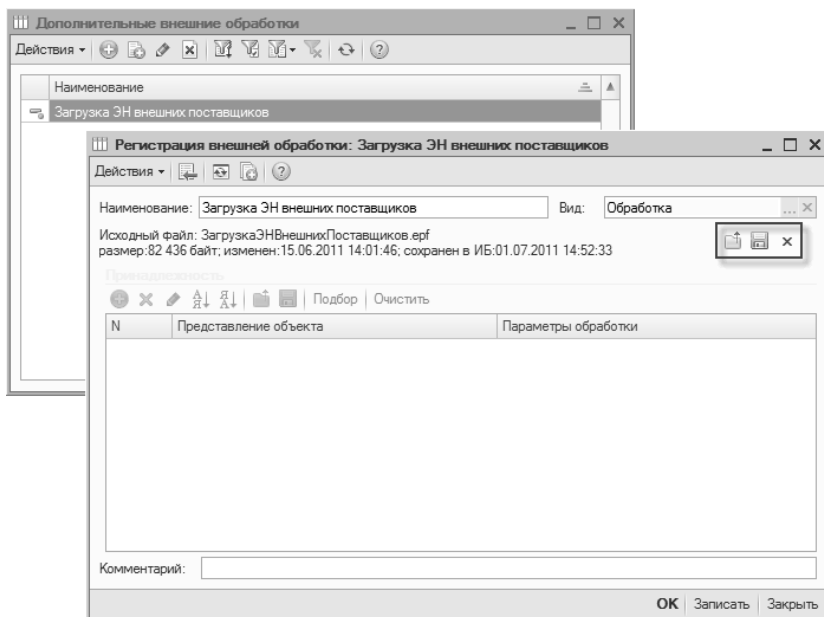 Дополнительные внешние обработки
Действия
Наименование
Загрузка ЭН внешних поставщиков
Регистрация внешней обработки: Загрузка ЭН внешних поставщиков
Действия
Наименование: Загрузка ЭН внешних поставщиков Вид: Обработка ...
Исходный файл: ЗагрузкаЭНВнешнихПоставщиков.epf
размер:82 436 байт; изменен:15.06.2011 14:01:46; сохранен в ИБ:01.07.2011 14:52:33
Принадлежность
Подбор Очистить
N Представление объекта Параметры обработки
Комментарий:
OK Записать Закрыть